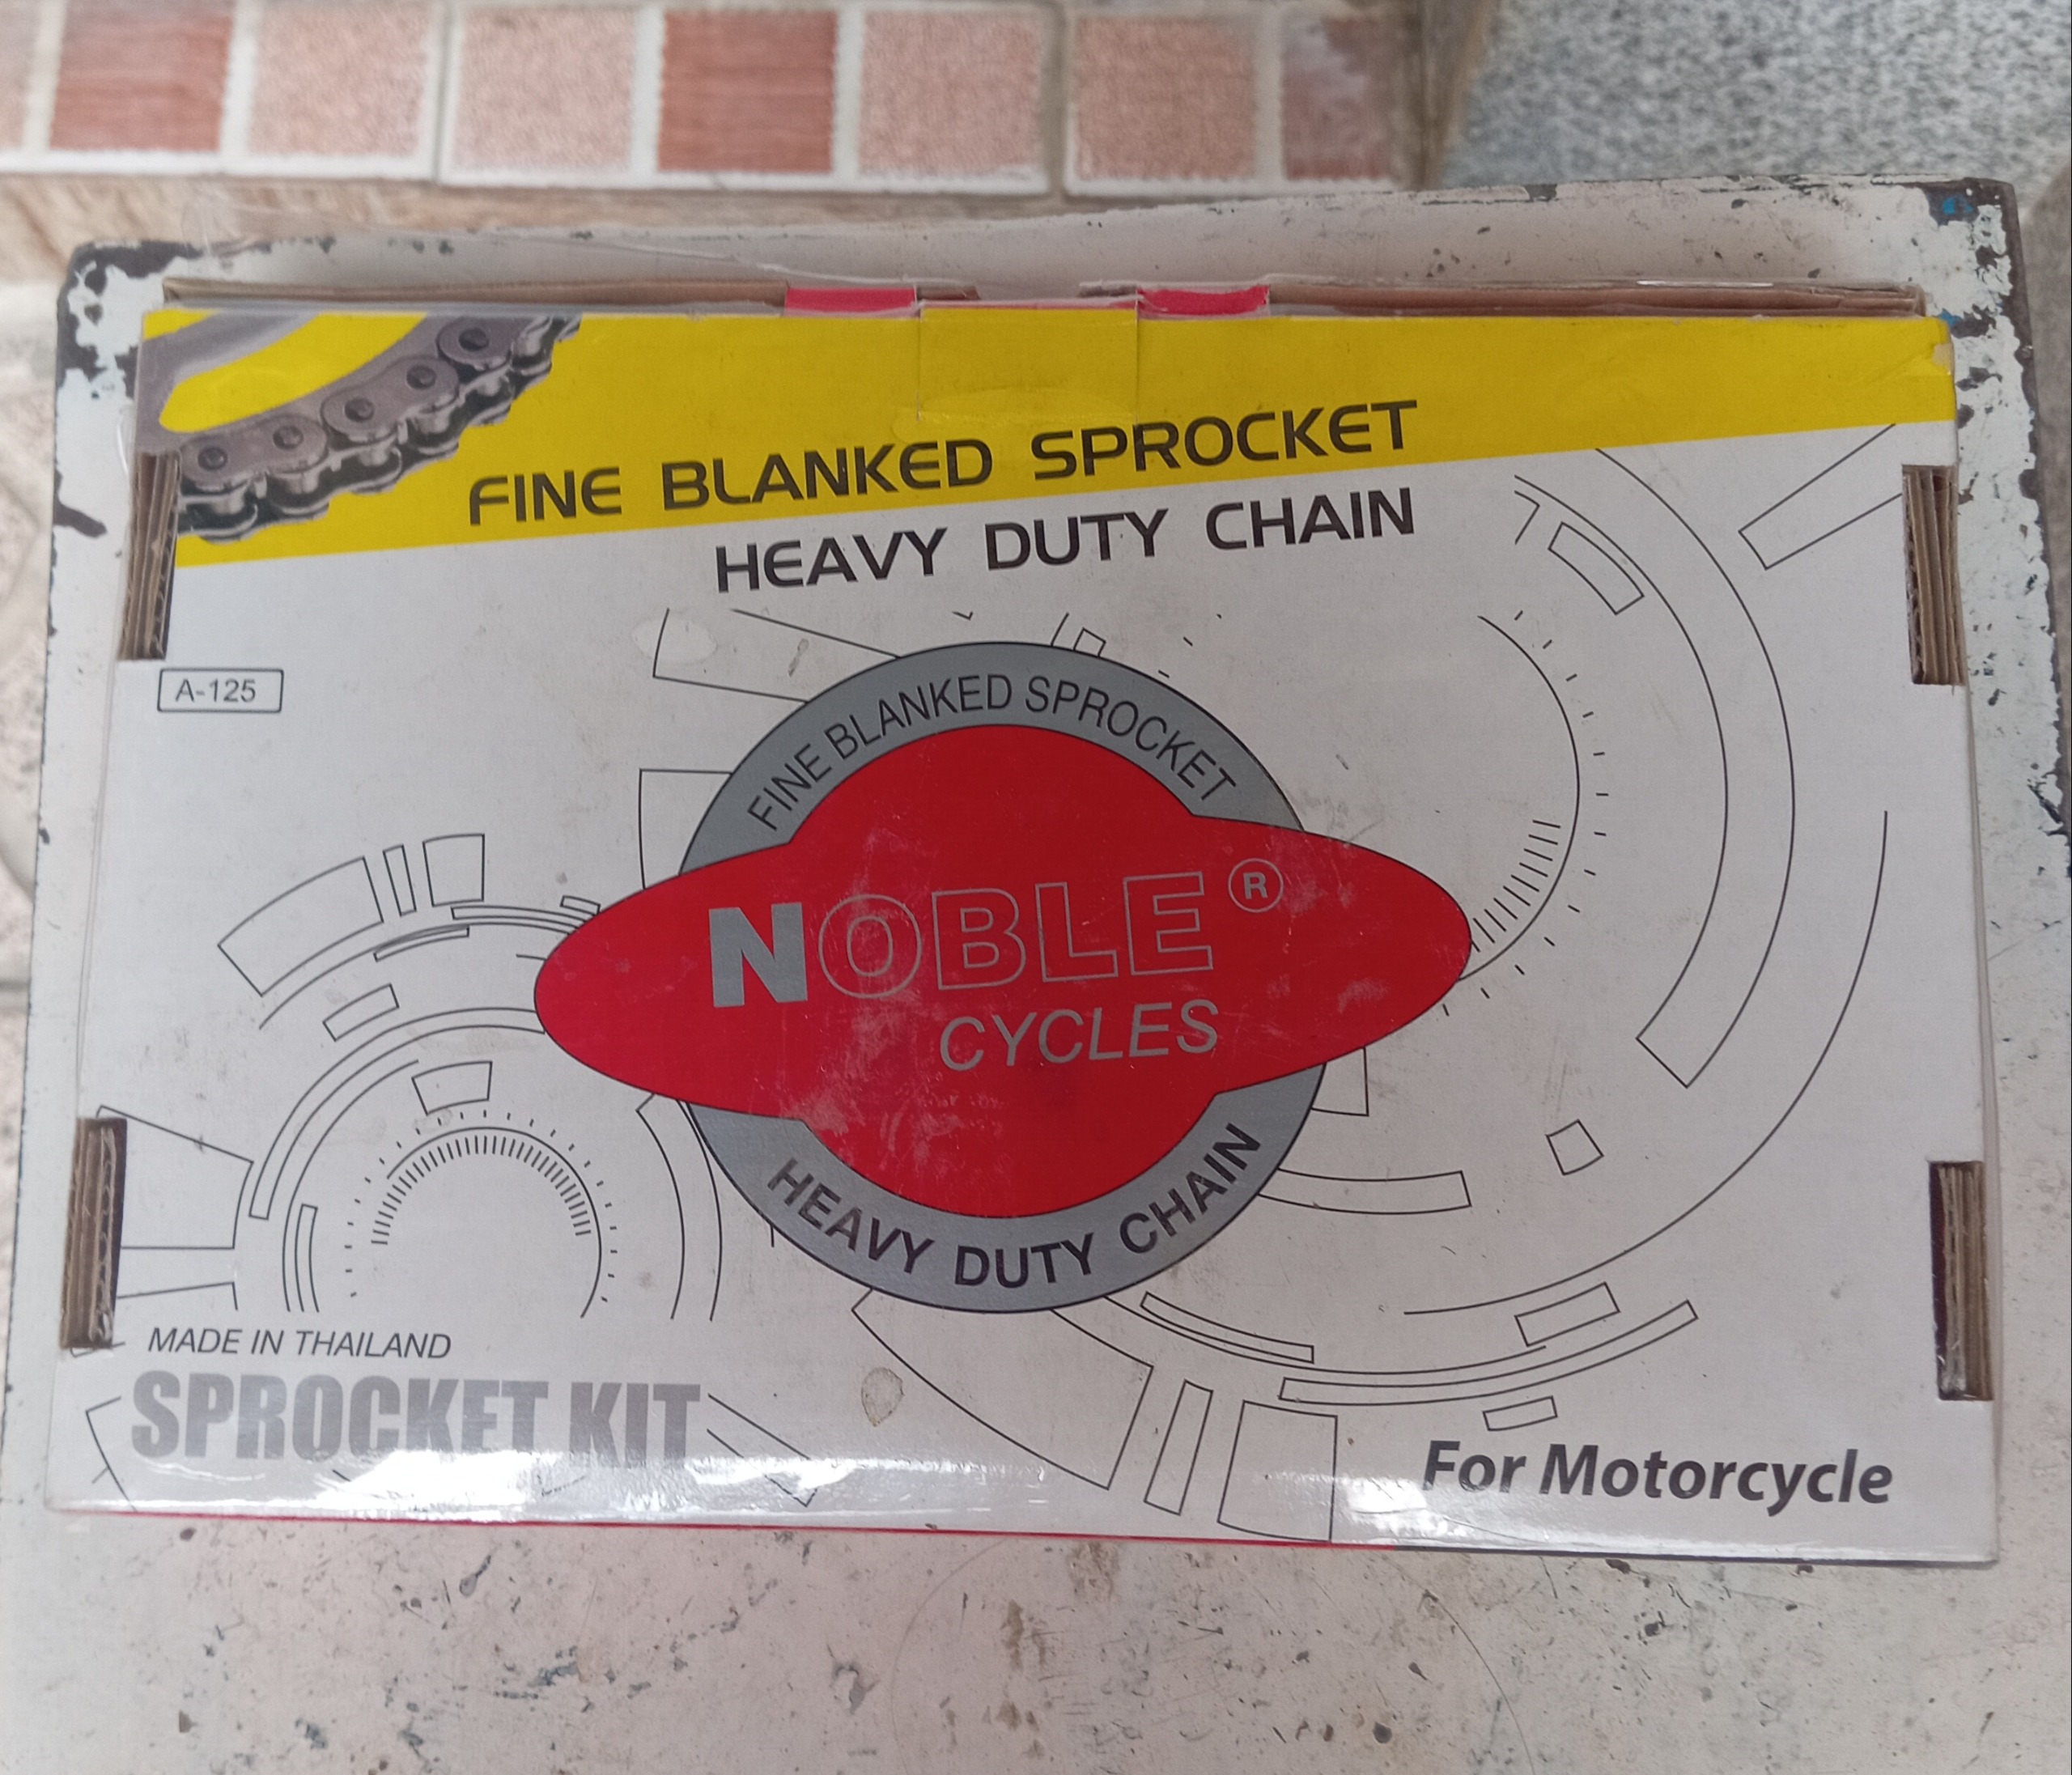 FINE BLANKED SPROCKET
HEAVY DUTY CHAIN
A-125
FINE BLANKED SPROCKET
NOBLE ®
CYCLES
HEAVY DUTY CHAIN
MADE IN THAILAND
SPROCKET KIT
For Motorcycle